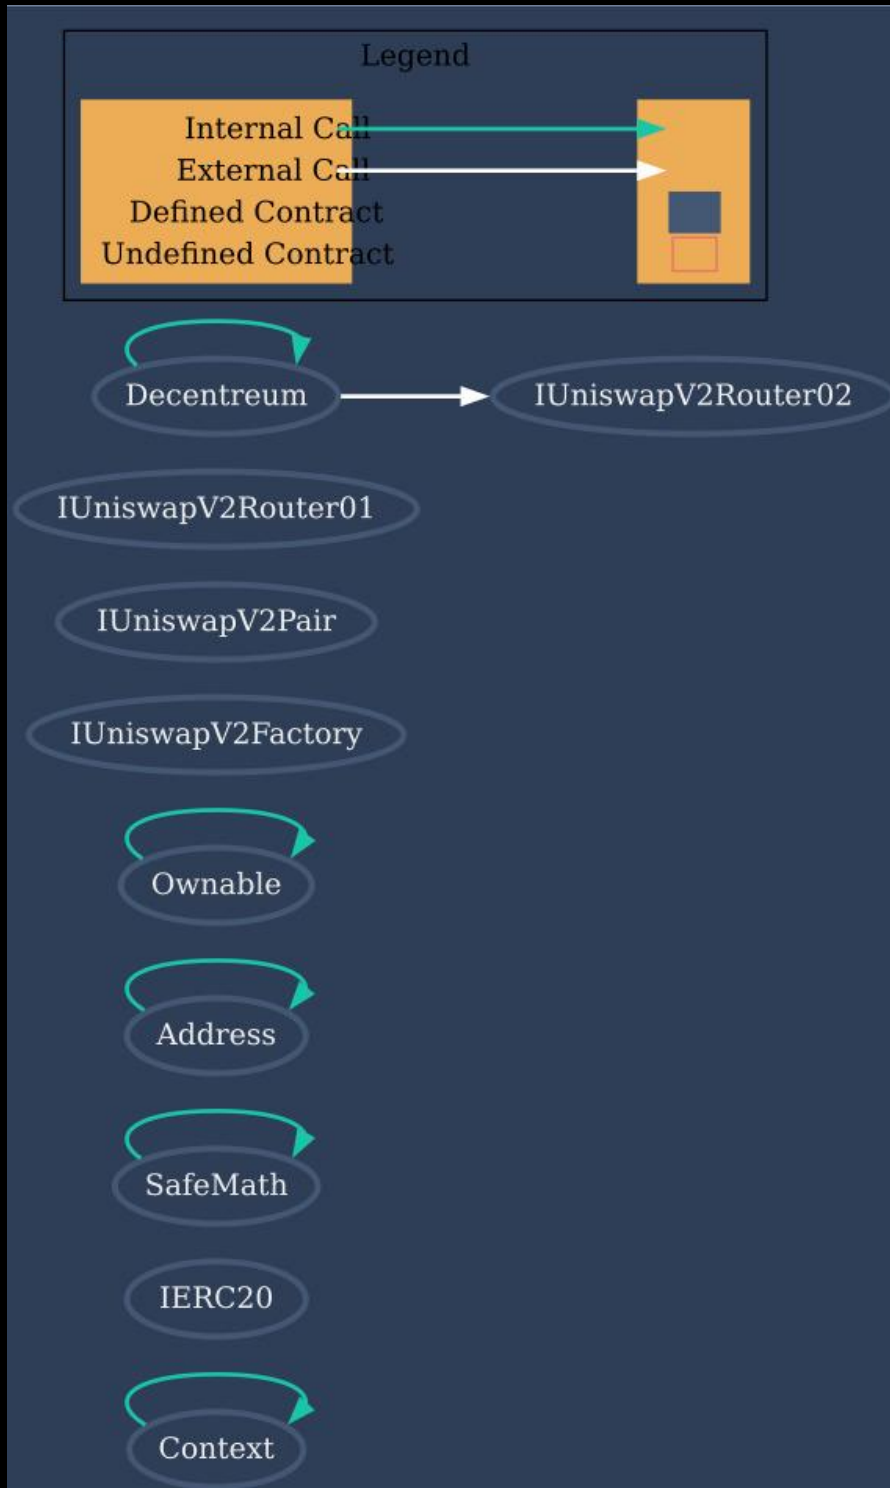 Legend
Internal Call
External Call
Defined Contract
Undefined Contract
Decentreum
IUniswapV2Router02
IUniswapV2Router01
IUniswapV2Pair
IUniswapV2Factory
Ownable
Address
SafeMath
IERC20
Context